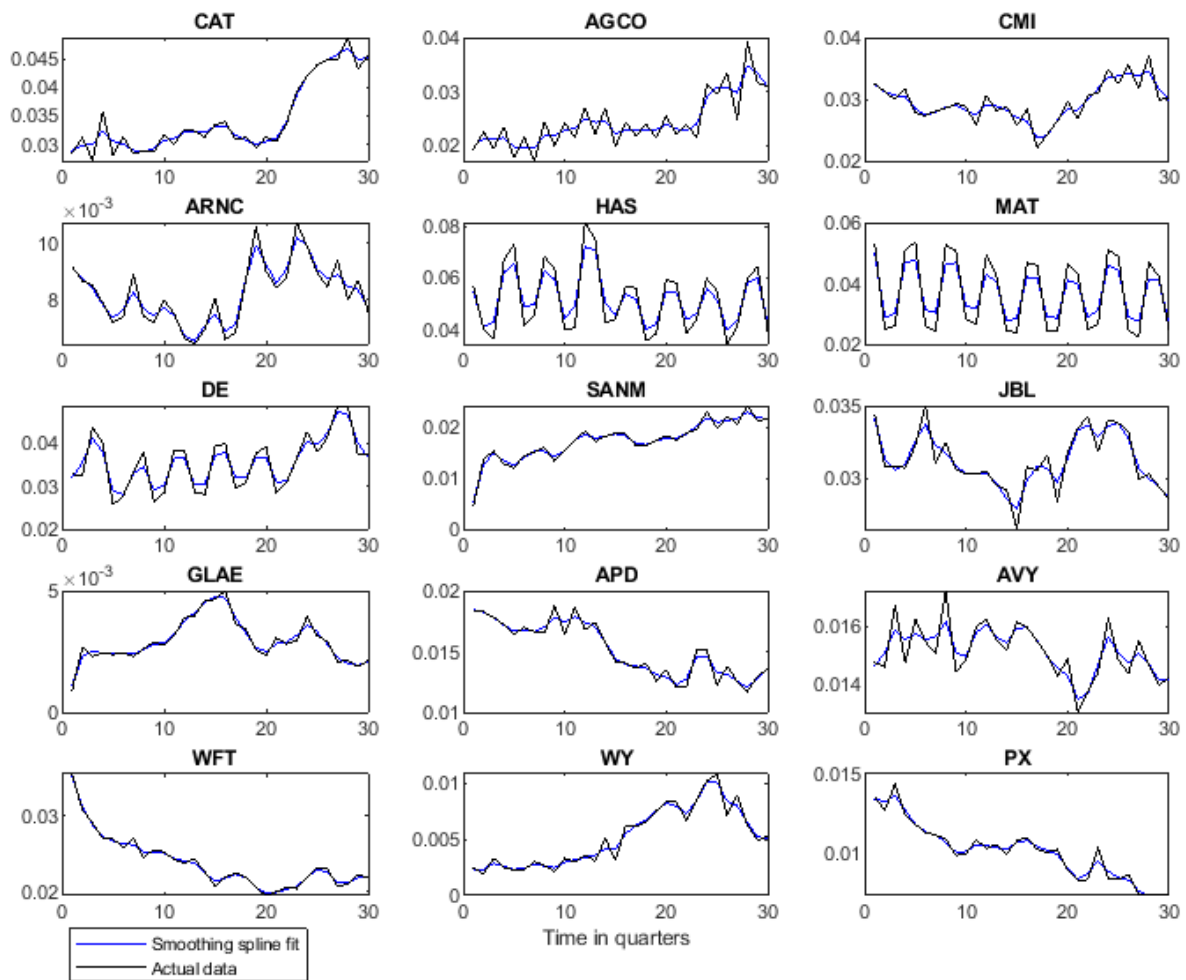 CAT AGCO CMI
0.045 0.04 0.04
0.04
0.035 0.03 0.03
0.03 0.02 0.02
0 10 20 30 0 10 20 30 0 10 20 30
×10⁻³ ARNC HAS MAT
10 0.08 0.06
0.06 0.04
8 0.04 0.02
0 10 20 30 0 10 20 30 0 10 20 30
DE SANM JBL
0.04 0.02 0.035
0.03 0.01 0.03
0.02 0
0 10 20 30 0 10 20 30 0 10 20 30
5 ×10⁻³ GLAE APD AVY
0.02 0.016
0.015
0 0.01 0.014
0 10 20 30 0 10 20 30 0 10 20 30
WFT WY PX
0.01 0.015
0.03 0.005 0.01
0.02 0
0 10 20 30 0 10 20 30 0 10 20 30
Time in quarters
Smoothing spline fit
Actual data